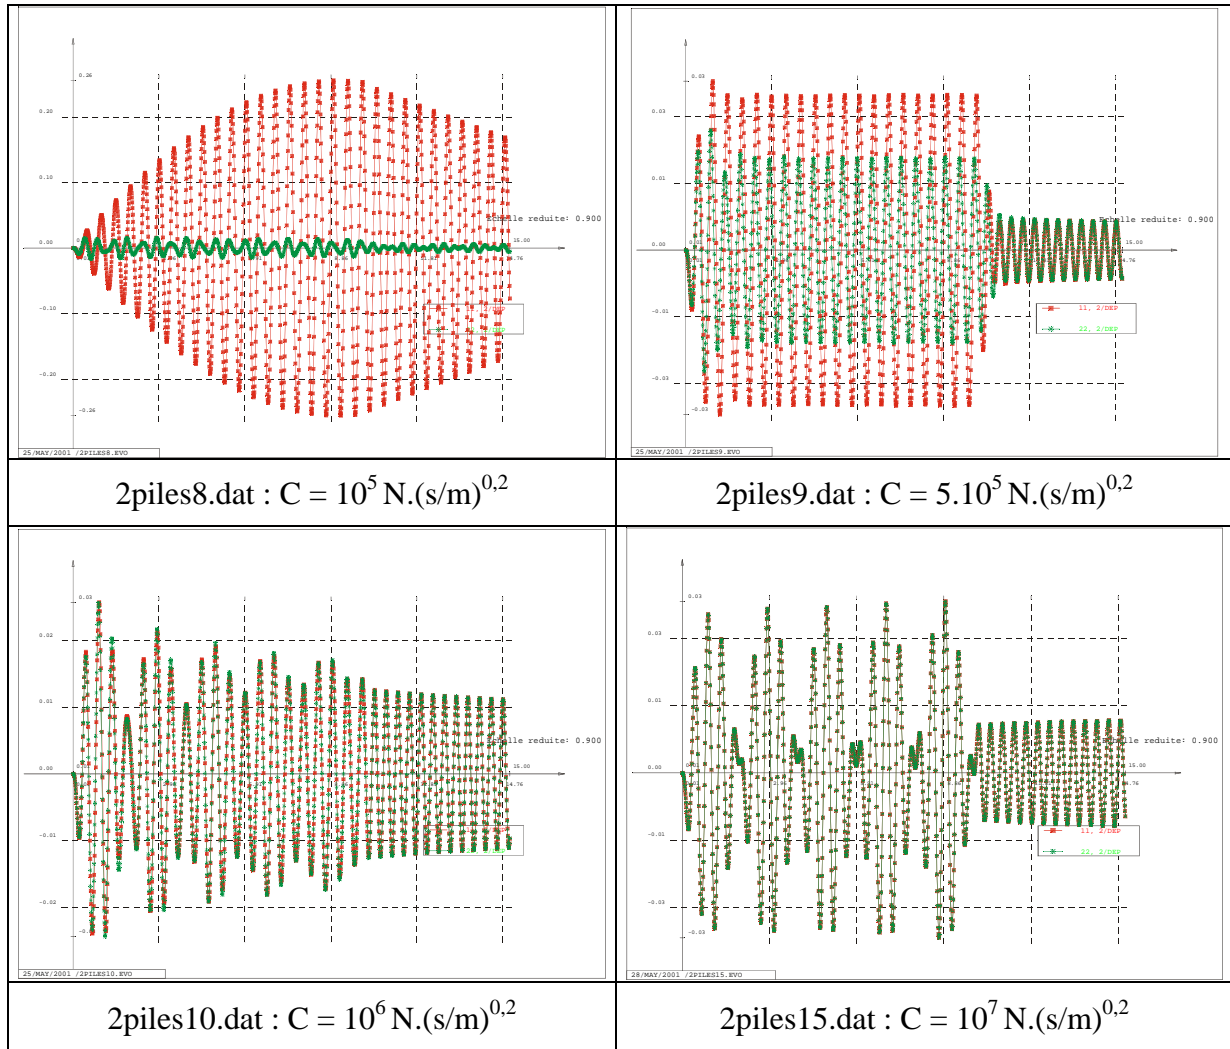 0.26
0.20
0.10
0.00
-0.10
-0.20
-0.26
Echelle reduite: 0.900
15.00
14.76
25/MAY/2001 /2PILES8.EVO
2piles8.dat : C = 10^5 N.(s/m)^0,2
0.03
0.03
0.01
0.00
-0.01
-0.03
-0.03
Echelle reduite: 0.900
15.00
14.76
11, 2/DEP
22, 2/DEP
25/MAY/2001 /2PILES9.EVO
2piles9.dat : C = 5.10^5 N.(s/m)^0,2
0.03
0.02
0.01
0.00
-0.01
-0.02
Echelle reduite: 0.900
15.00
14.76
25/MAY/2001 /2PILES10.EVO
2piles10.dat : C = 10^6 N.(s/m)^0,2
0.03
0.03
0.01
0.00
-0.01
-0.03
-0.03
Echelle reduite: 0.900
15.00
14.76
11, 2/DEP
22, 2/DEP
28/MAY/2001 /2PILES15.EVO
2piles15.dat : C = 10^7 N.(s/m)^0,2